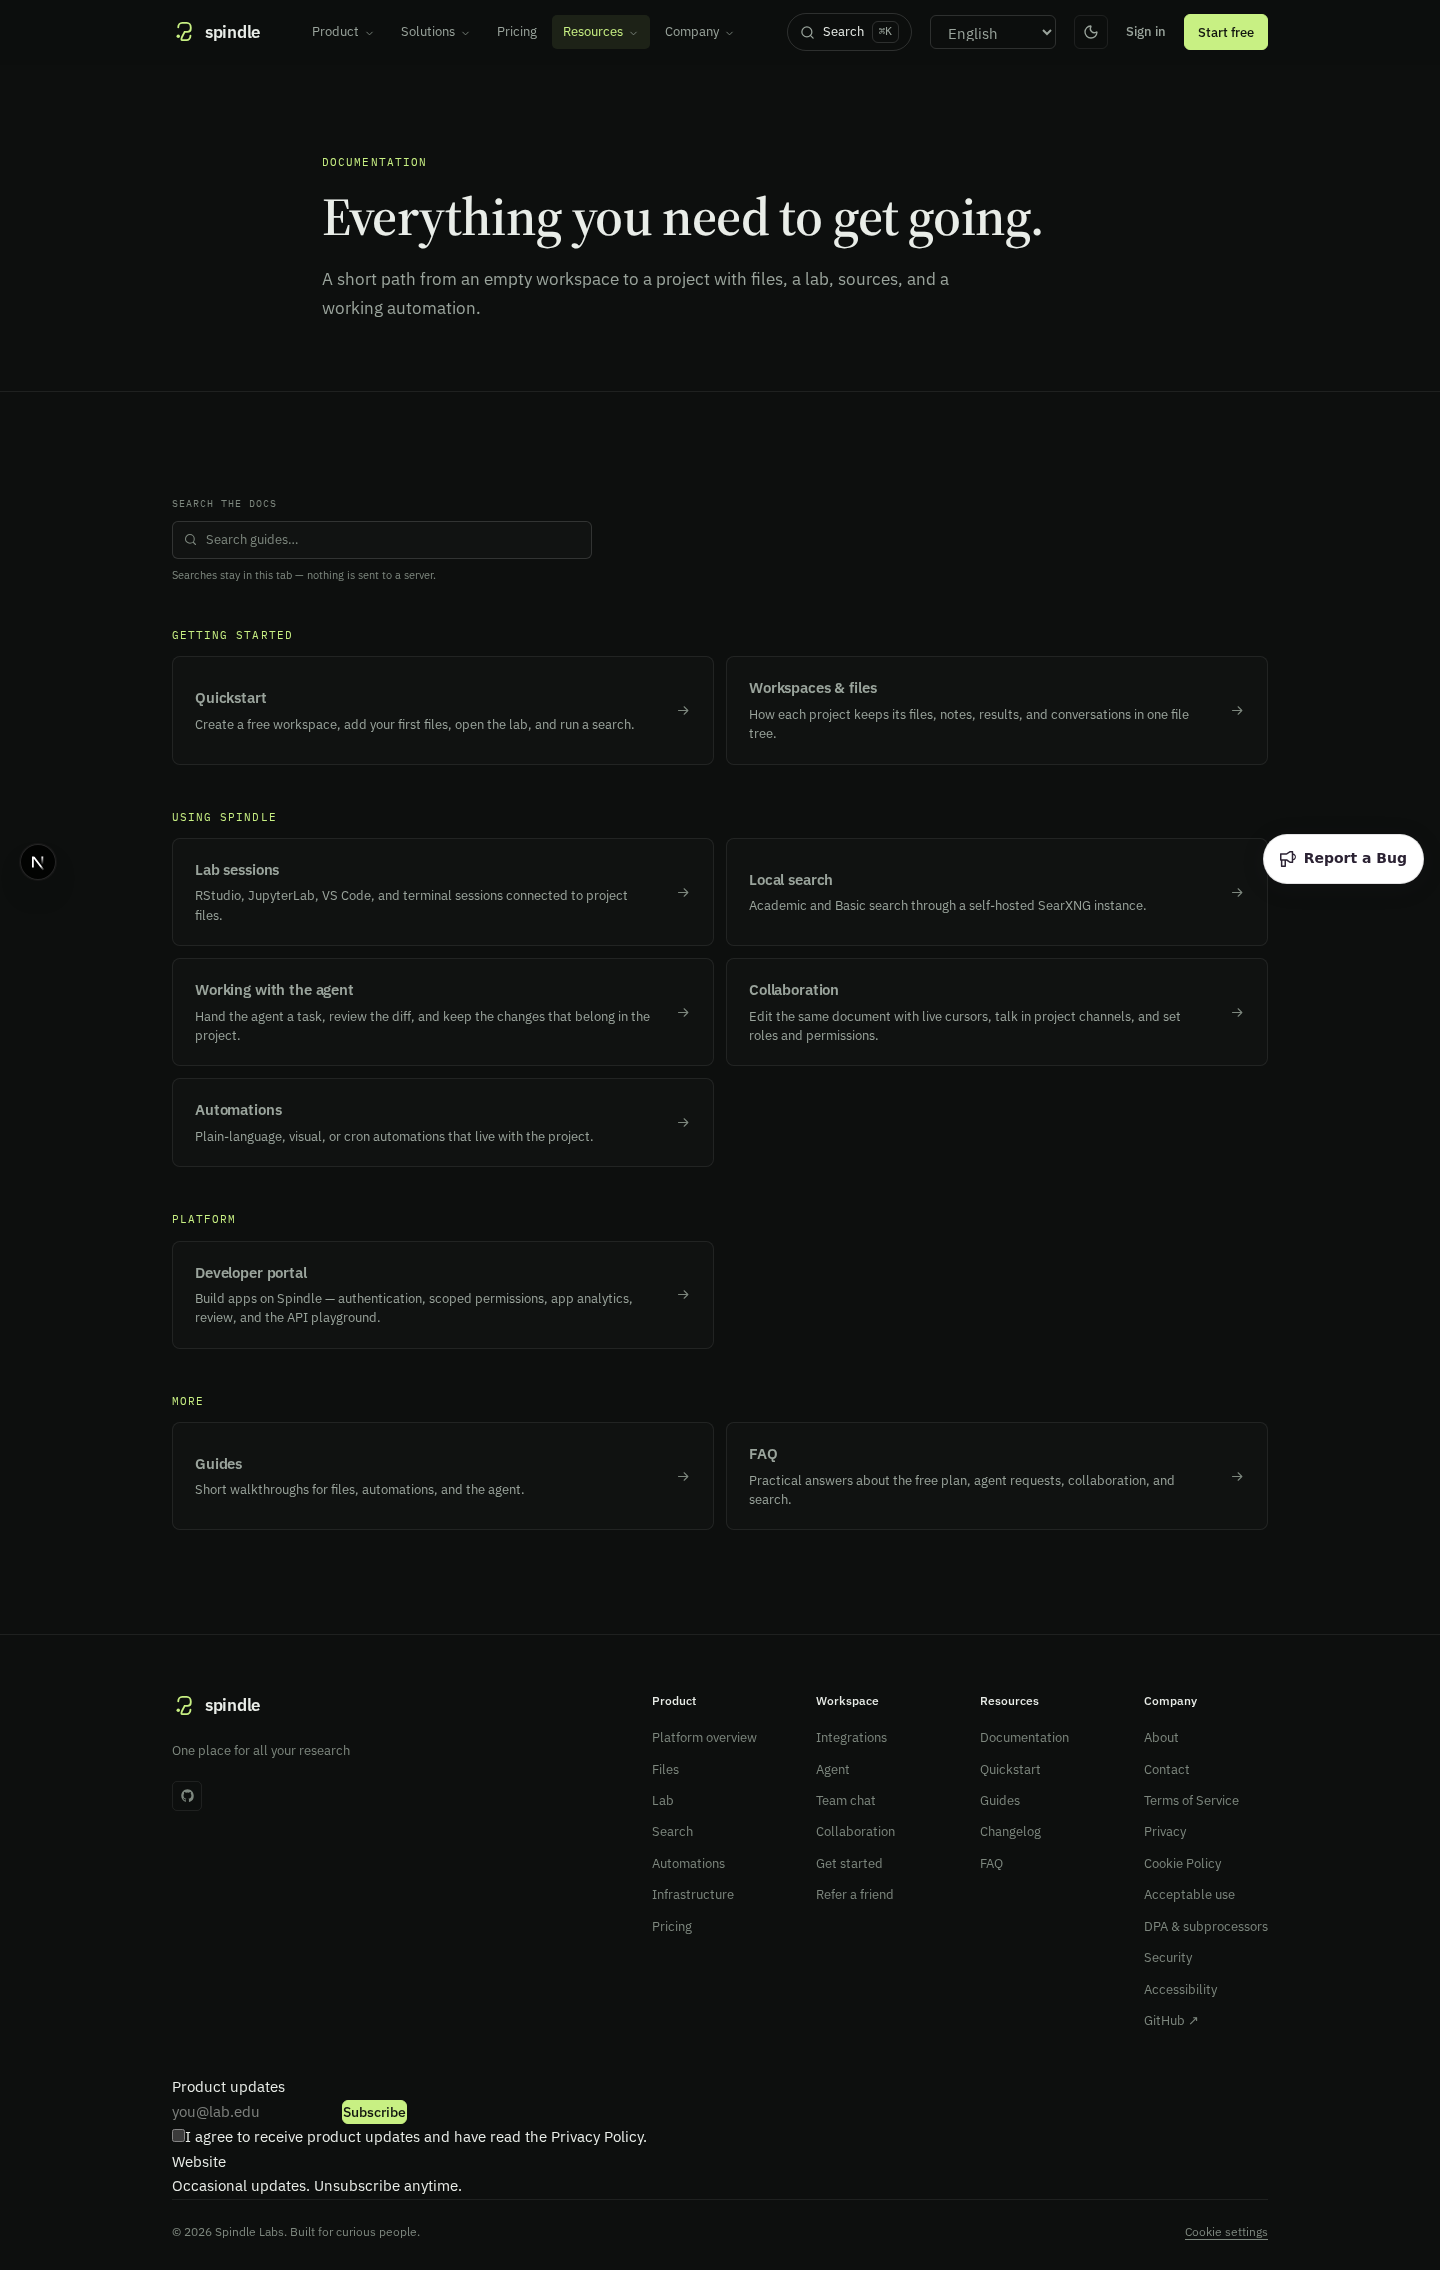 spindle
Product
Solutions
Pricing
Resources
Company
Search ⌘K
English
Sign in
Start free
DOCUMENTATION
Everything you need to get going.
A short path from an empty workspace to a project with files, a lab, sources, and a
working automation.
SEARCH THE DOCS
Search guides...
Searches stay in this tab — nothing is sent to a server.
GETTING STARTED
Quickstart
Create a free workspace, add your first files, open the lab, and run a search.
→
Workspaces & files
How each project keeps its files, notes, results, and conversations in one file
tree.
→
USING SPINDLE
Lab sessions
RStudio, JupyterLab, VS Code, and terminal sessions connected to project
files.
→
Local search
Academic and Basic search through a self-hosted SearXNG instance.
→
Report a Bug
Working with the agent
Hand the agent a task, review the diff, and keep the changes that belong in the
project.
→
Collaboration
Edit the same document with live cursors, talk in project channels, and set
roles and permissions.
→
Automations
Plain-language, visual, or cron automations that live with the project.
→
PLATFORM
Developer portal
Build apps on Spindle — authentication, scoped permissions, app analytics,
review, and the API playground.
→
MORE
Guides
Short walkthroughs for files, automations, and the agent.
→
FAQ
Practical answers about the free plan, agent requests, collaboration, and
search.
→
spindle
One place for all your research
Product
Platform overview
Files
Lab
Search
Automations
Infrastructure
Pricing
Workspace
Integrations
Agent
Team chat
Collaboration
Get started
Refer a friend
Resources
Documentation
Quickstart
Guides
Changelog
FAQ
Company
About
Contact
Terms of Service
Privacy
Cookie Policy
Acceptable use
DPA & subprocessors
Security
Accessibility
GitHub ↗
Product updates
you@lab.edu
Subscribe
I agree to receive product updates and have read the Privacy Policy.
Website
Occasional updates. Unsubscribe anytime.
© 2026 Spindle Labs. Built for curious people.
Cookie settings